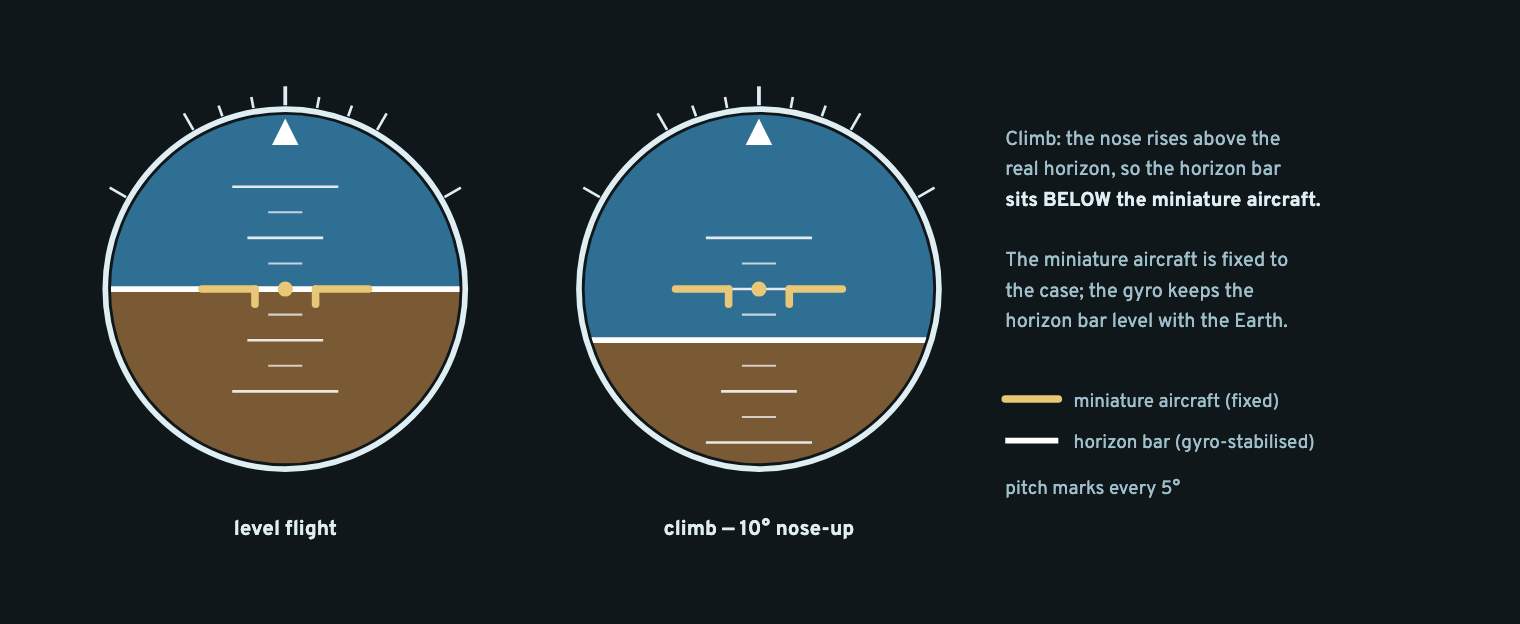 Climb: the nose rises above the
real horizon, so the horizon bar
sits BELOW the miniature aircraft.
The miniature aircraft is fixed to
the case; the gyro keeps the
horizon bar level with the Earth.
miniature aircraft (fixed)
horizon bar (gyro-stabilised)
pitch marks every 5°
level flight
climb – 10° nose-up